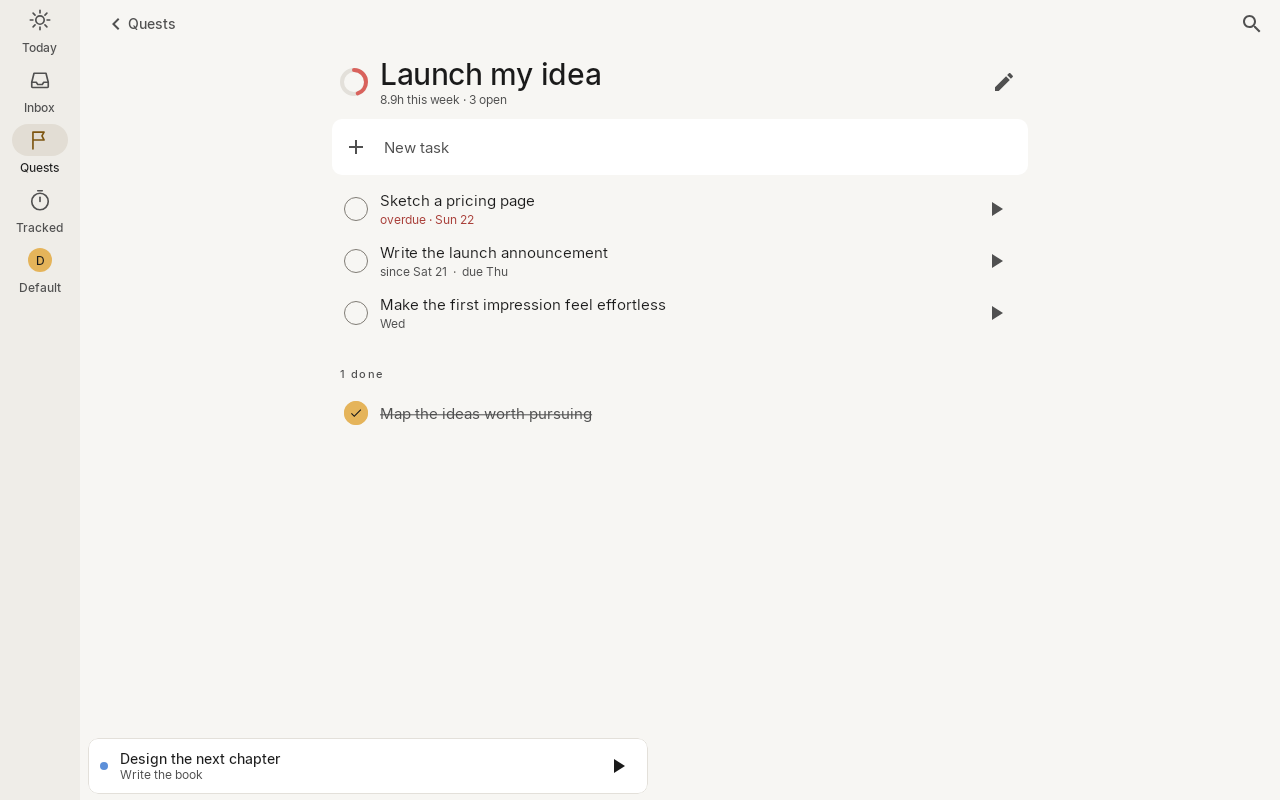 Today
Inbox
Quests
Tracked
D
Default
Quests
Launch my idea
8.9h this week · 3 open
New task
Sketch a pricing page
overdue · Sun 22
Write the launch announcement
since Sat 21 · due Thu
Make the first impression feel effortless
Wed
1 done
Map the ideas worth pursuing
Design the next chapter
Write the book